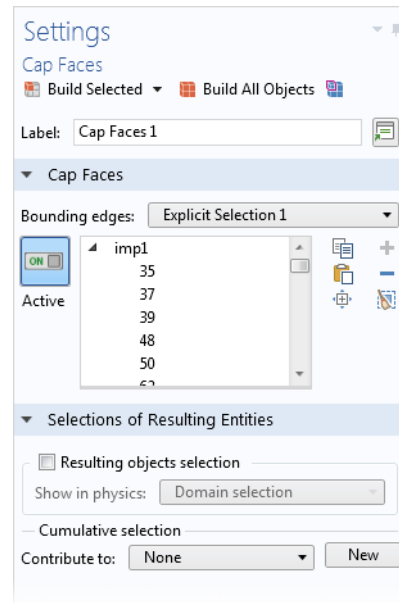 Settings
Cap Faces
Build Selected Build All Objects
Label: Cap Faces 1
Cap Faces
Bounding edges: Explicit Selection 1
ON
Active
imp1
35
37
39
48
50
62
Selections of Resulting Entities
Resulting objects selection
Show in physics: Domain selection
Cumulative selection
Contribute to: None New